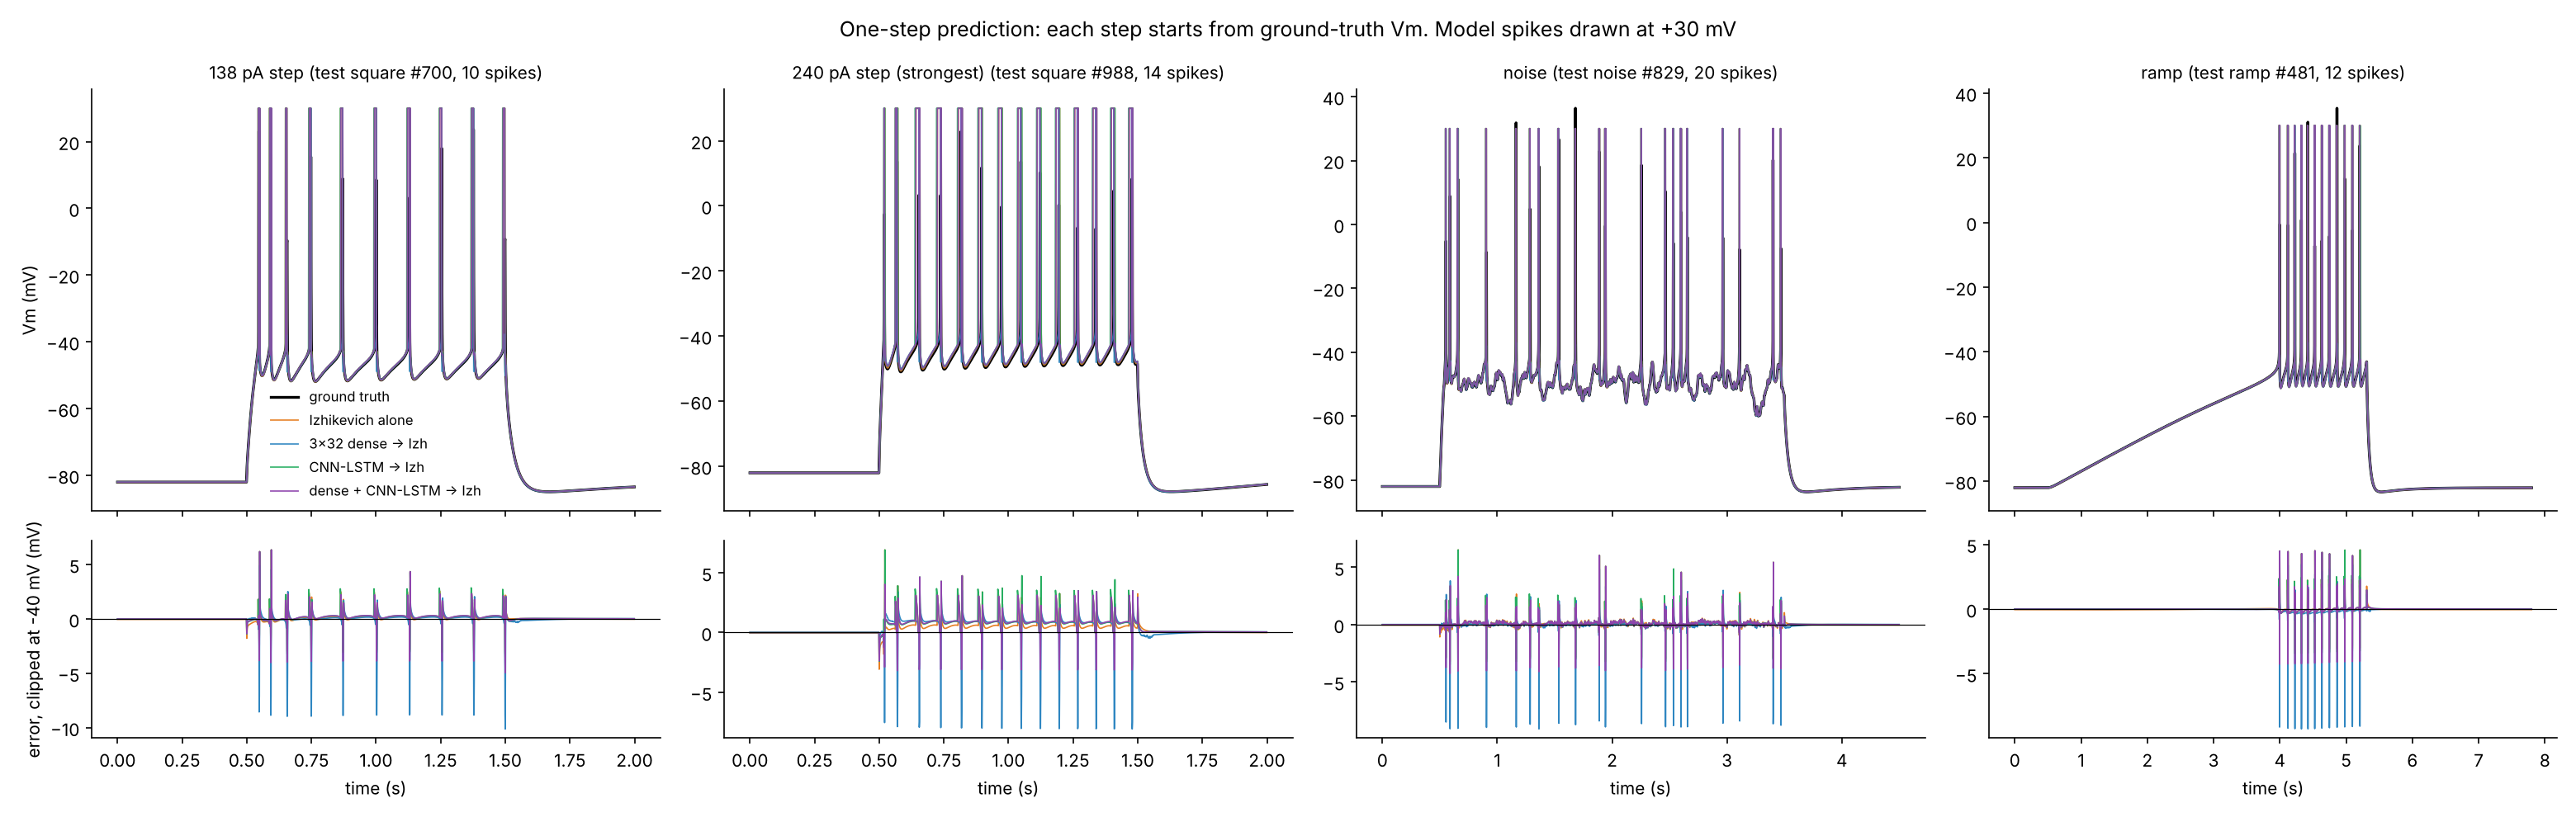 One-step prediction: each step starts from ground-truth Vm. Model spikes drawn at +30 mV
138 pA step (test square #700, 10 spikes)
240 pA step (strongest) (test square #988, 14 spikes)
noise (test noise #829, 20 spikes)
ramp (test ramp #481, 12 spikes)
Vm (mV)
20
0
−20
−40
−60
−80
ground truth
Izhikevich alone
3×32 dense → Izh
CNN-LSTM → Izh
dense + CNN-LSTM → Izh
20
0
−20
−40
−60
−80
40
20
0
−20
−40
−60
−80
40
20
0
−20
−40
−60
−80
error, clipped at -40 mV (mV)
5
0
−5
−10
0.00 0.25 0.50 0.75 1.00 1.25 1.50 1.75 2.00
time (s)
5
0
−5
0.00 0.25 0.50 0.75 1.00 1.25 1.50 1.75 2.00
time (s)
5
0
−5
0 1 2 3 4
time (s)
5
0
−5
0 1 2 3 4 5 6 7 8
time (s)